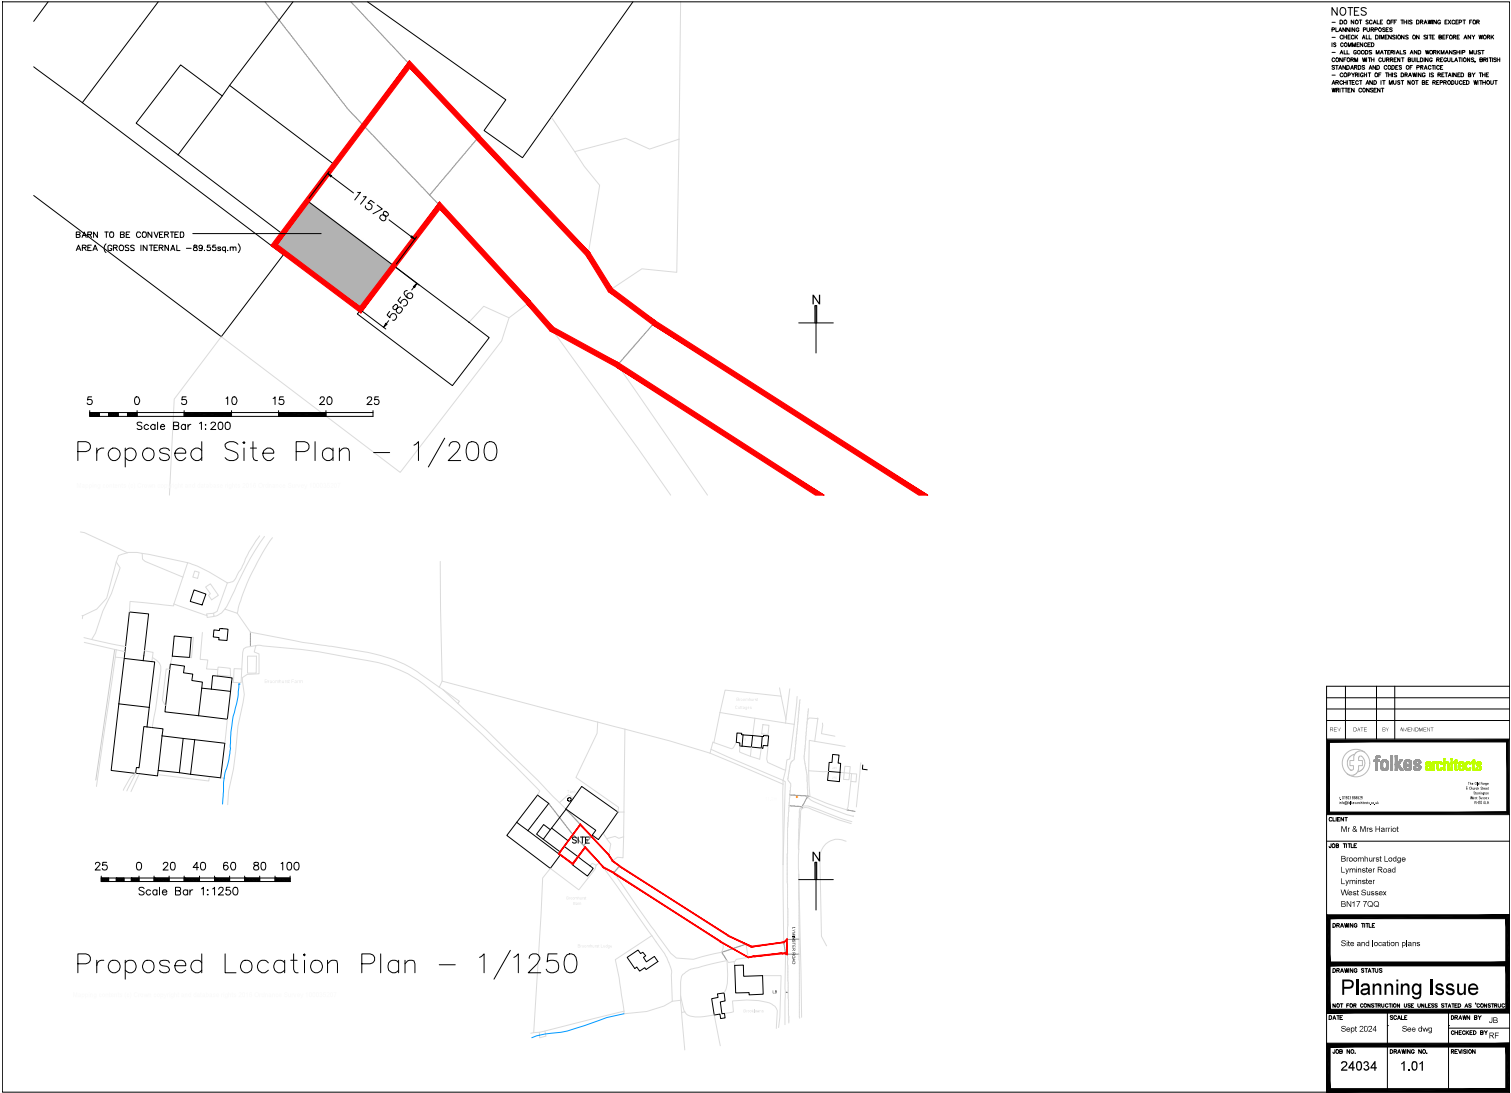 NOTES
- DO NOT SCALE OFF THIS DRAWING EXCEPT FOR
PLANNING PURPOSES
- CHECK ALL DIMENSIONS ON SITE BEFORE ANY WORK
IS COMMENCED
- ALL GOODS MATERIALS AND WORKMANSHIP MUST
CONFORM WITH CURRENT BUILDING REGULATIONS, BRITISH
STANDARDS AND CODES OF PRACTICE
- COPYRIGHT OF THIS DRAWING IS RETAINED BY THE
ARCHITECT AND IT MUST NOT BE REPRODUCED WITHOUT
WRITTEN CONSENT
11578
BARN TO BE CONVERTED
AREA (GROSS INTERNAL -89.55sq.m)
5856
N
5 0 5 10 15 20 25
Scale Bar 1:200
Proposed Site Plan - 1/200
SITE
N
25 0 20 40 60 80 100
Scale Bar 1:1250
LYMINSTER ROAD
LB
Proposed Location Plan - 1/1250
REV DATE BY AMENDMENT
folkes architects
CLIENT
Mr & Mrs Harriot
JOB TITLE
Broomhurst Lodge
Lyminster Road
Lyminster
West Sussex
BN17 7QQ
DRAWING TITLE
Site and location plans
DRAWING STATUS
Planning Issue
NOT FOR CONSTRUCTION USE UNLESS STATED AS 'CONSTRUC
DATE SCALE DRAWN BY JB
Sept 2024 See dwg CHECKED BY RF
JOB NO. DRAWING NO. REVISION
24034 1.01